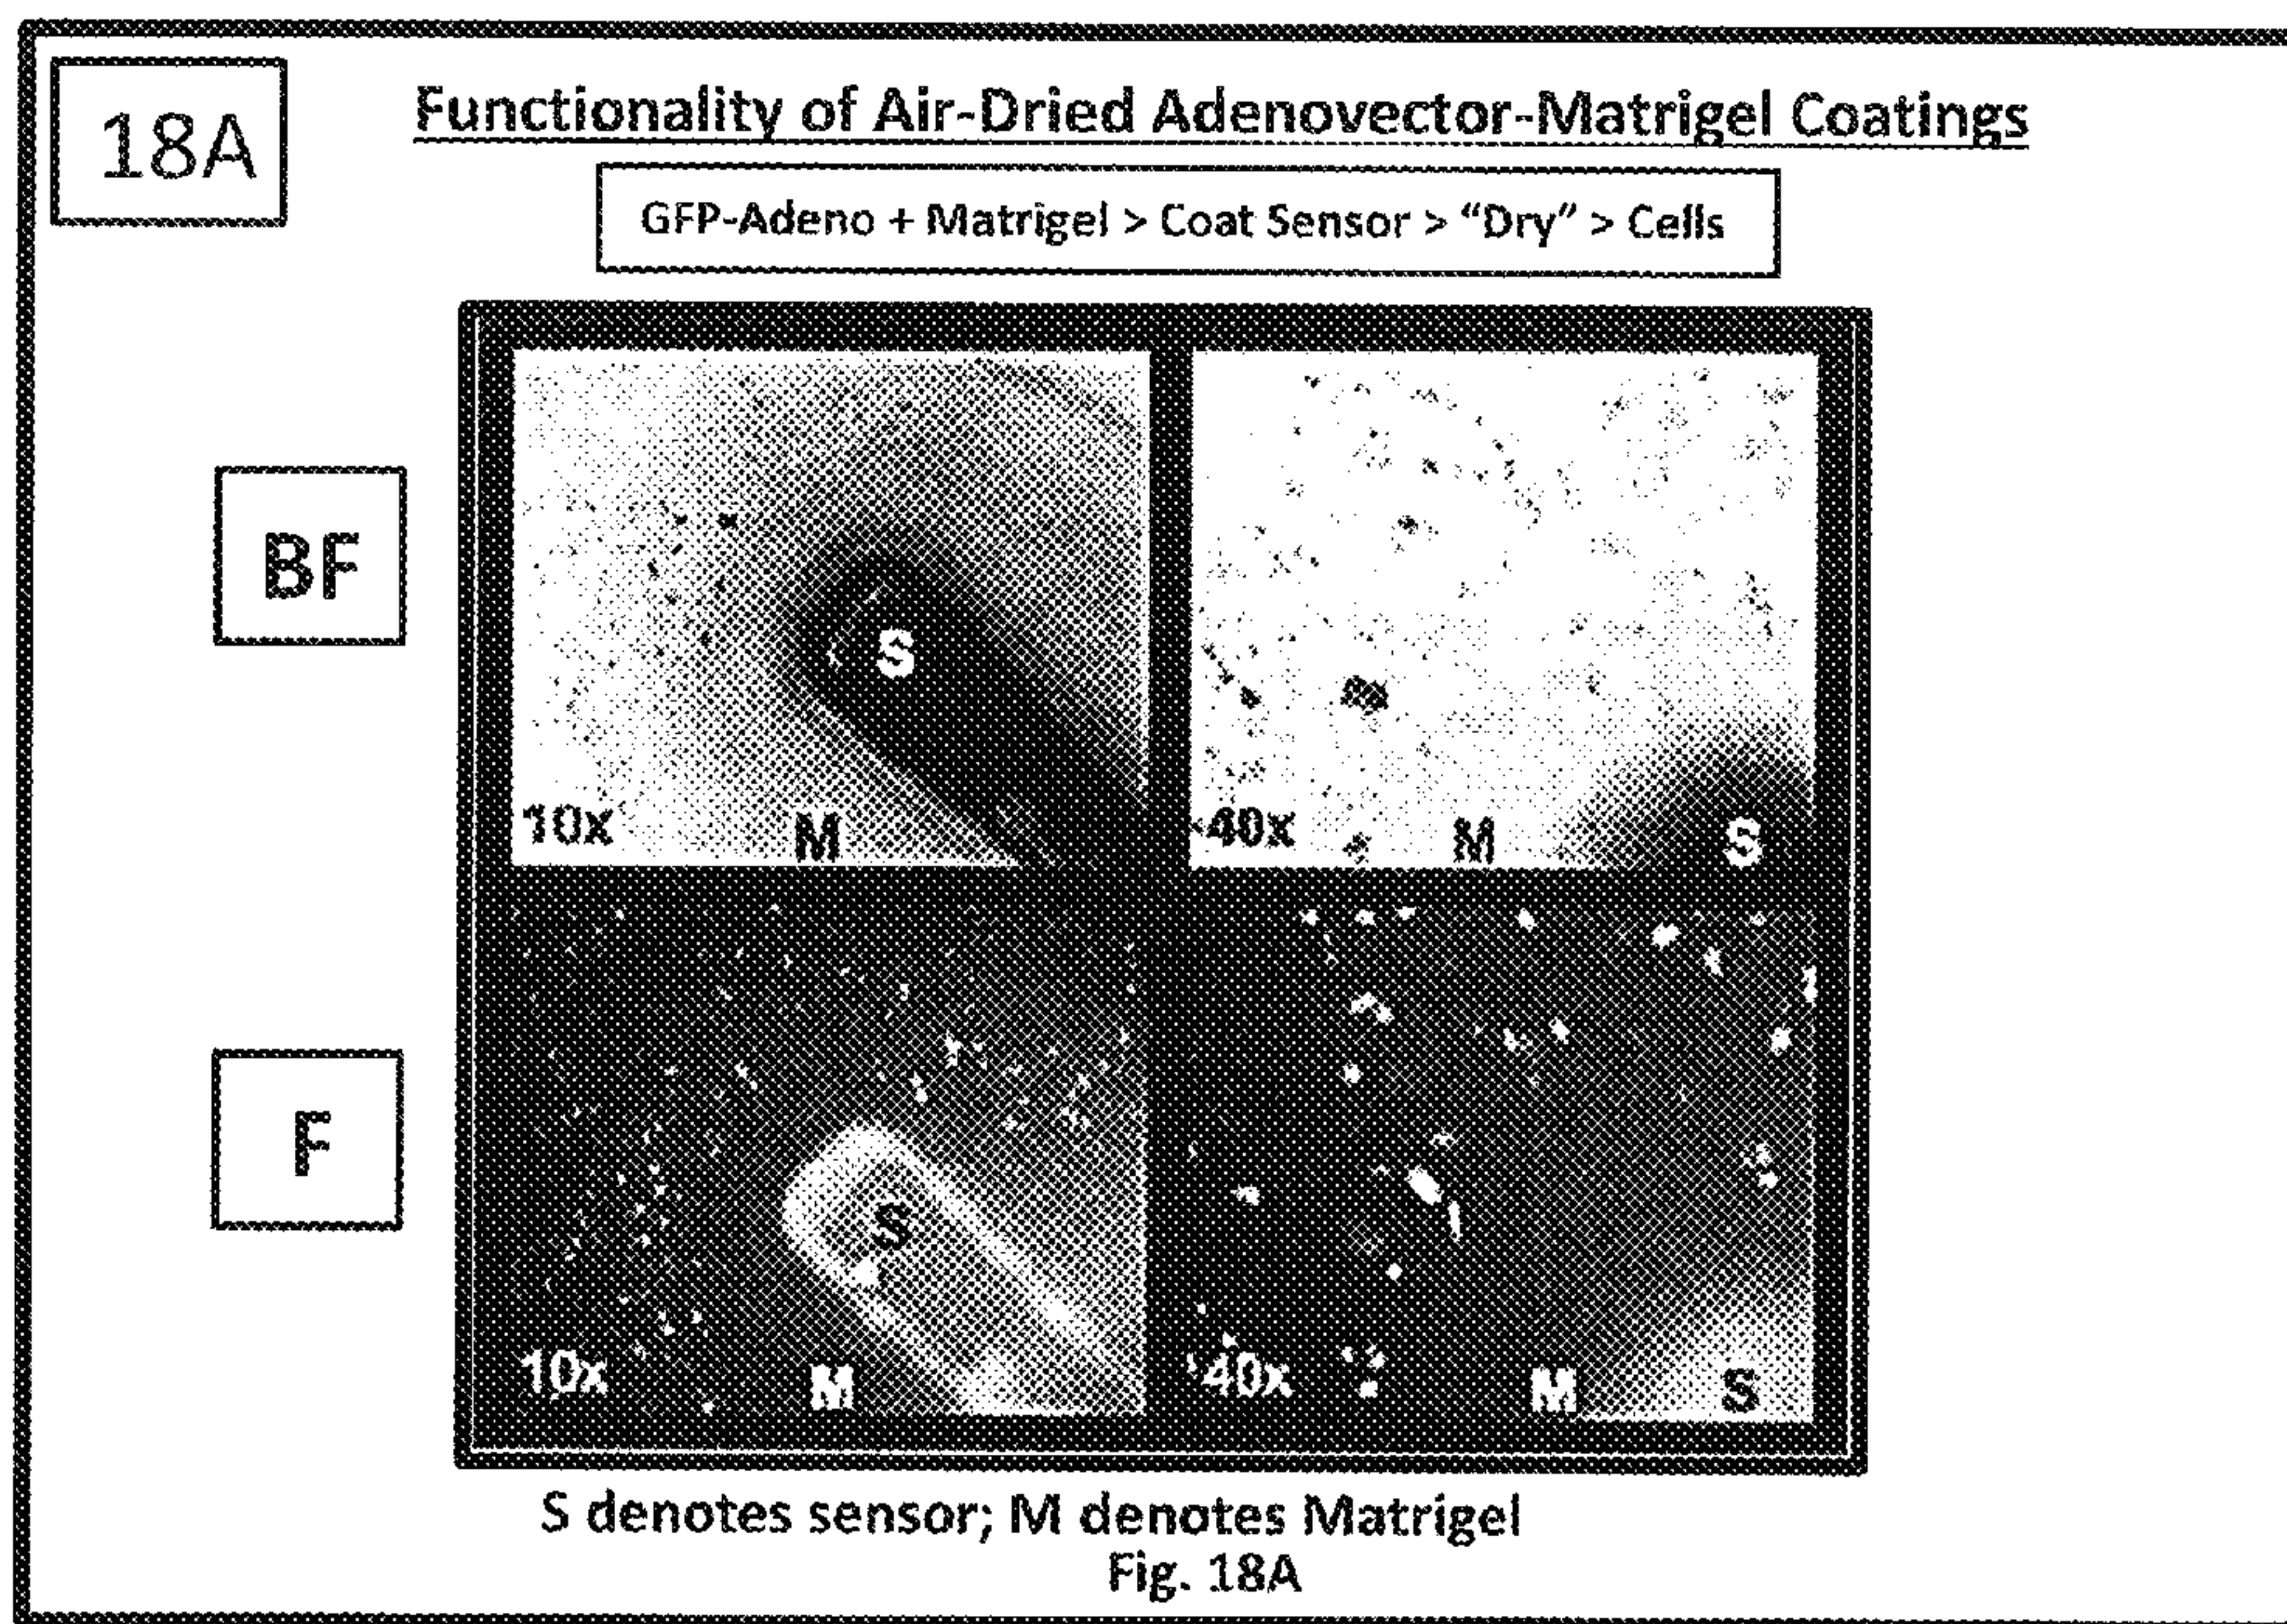 18A
Functionality of Air-Dried Adenovector-Matrigel Coatings
GFP-Adeno + Matrigel > Coat Sensor > “Dry” > Cells
BF
S
10x
M
40x
M
S
F
S
10x
M
40x
M
S
S denotes sensor; M denotes Matrigel
Fig. 18A